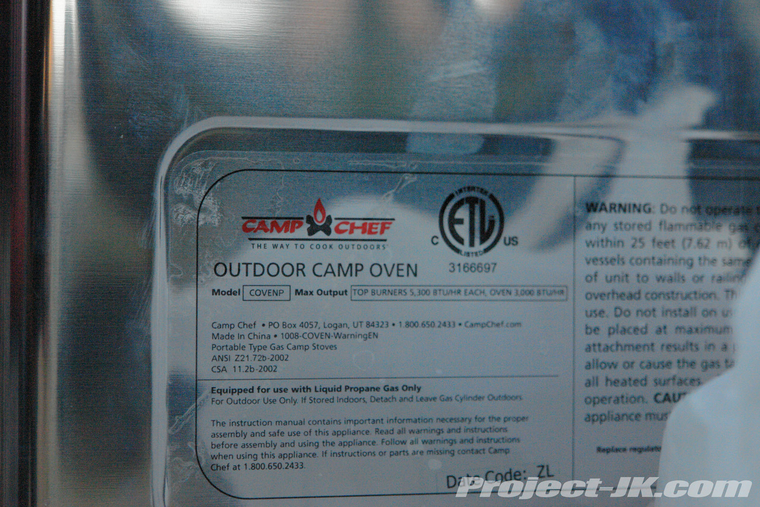 CAMP CHEF
THE WAY TO COOK OUTDOORS
INTERTEK
ETL
LISTED
C US
3166697
OUTDOOR CAMP OVEN
Model COVENP Max Output TOP BURNERS 5,300 BTU/HR EACH, OVEN 3,000 BTU/HR
Camp Chef • PO Box 4057, Logan, UT 84323 • 1.800.650.2433 • CampChef.com
Made In China • 1008-COVEN-WarningEN
Portable Type Gas Camp Stoves
ANSI Z21.72b-2002
CSA 11.2b-2002
Equipped for use with Liquid Propane Gas Only
For Outdoor Use Only. If Stored Indoors, Detach and Leave Gas Cylinder Outdoors
The instruction manual contains important information necessary for the proper
assembly and safe use of this appliance. Read all warnings and instructions
before assembly and using the appliance. Follow all warnings and instructions
when using this appliance. If instructions or parts are missing contact Camp
Chef at 1.800.650.2433.
Date Code: ZL
WARNING: Do not operate
any stored flammable gas
within 25 feet (7.62 m)
vessels containing the same
of unit to walls or
overhead construction.
use. Do not install on
be placed at maximum
attachment results in a
allow or cause the gas
all heated surfaces
operation.
appliance
Replace
Project-JK.com